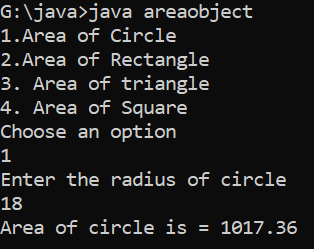 G:\java>java areaobject
1.Area of Circle
2.Area of Rectangle
3. Area of triangle
4. Area of Square
Choose an option
1
Enter the radius of circle
18
Area of circle is = 1017.36